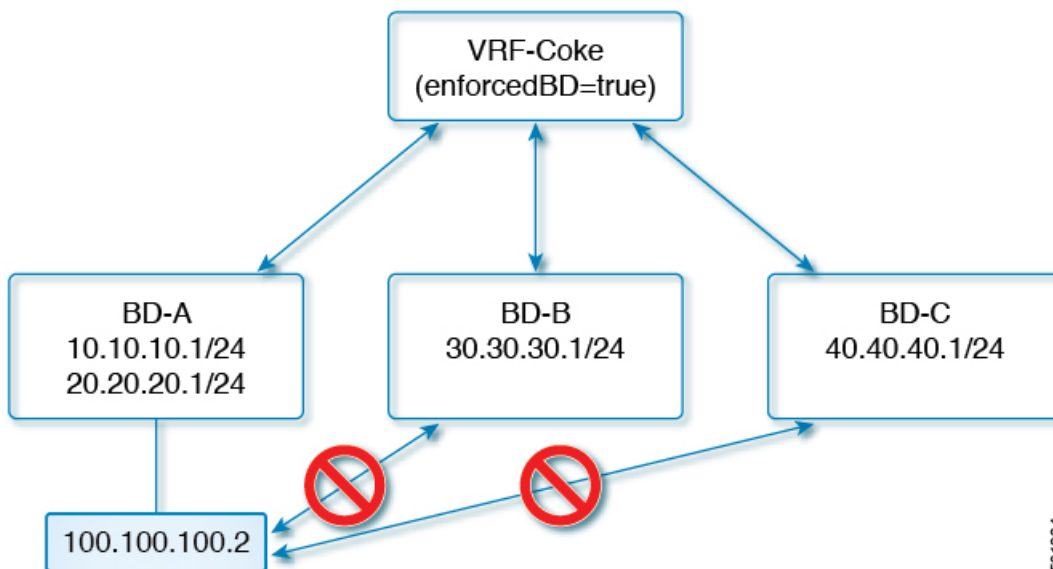 VRF-Coke
(enforcedBD=true)
BD-A
10.10.10.1/24
20.20.20.1/24
BD-B
30.30.30.1/24
BD-C
40.40.40.1/24
100.100.100.2